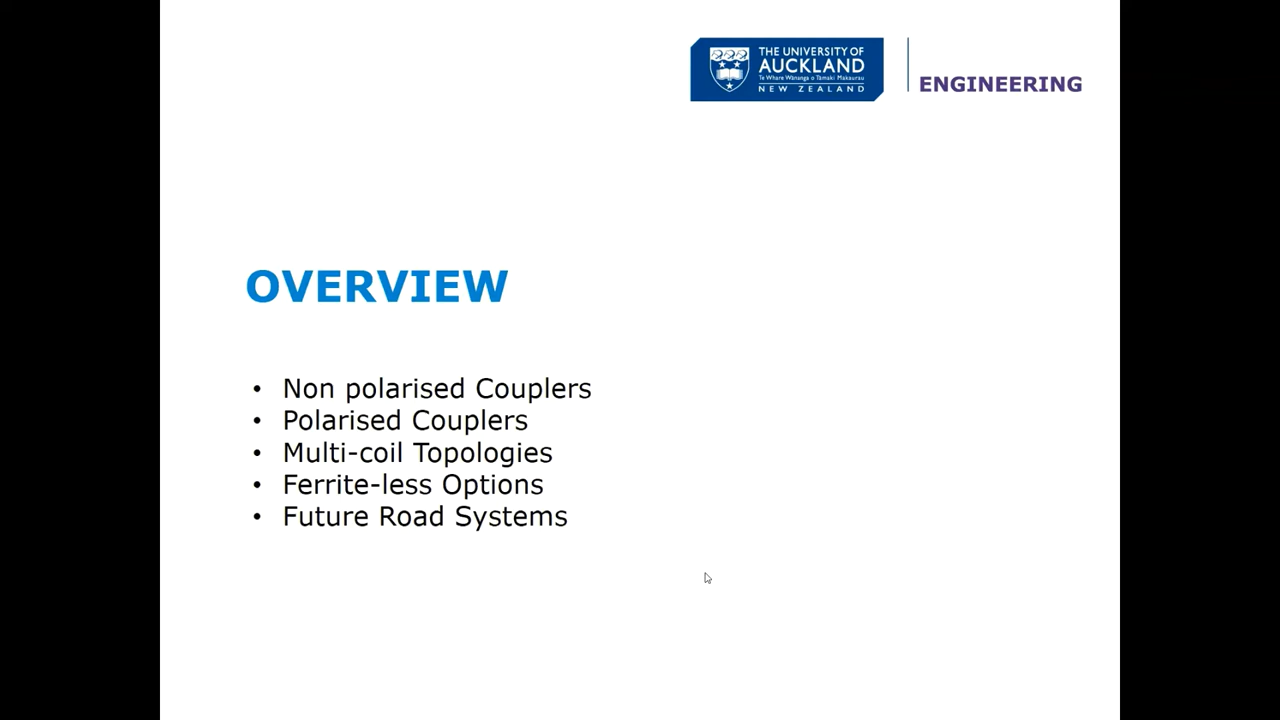 THE UNIVERSITY OF
AUCKLAND
Te Whare Wānanga o Tāmaki Makaurau
NEW ZEALAND
ENGINEERING
OVERVIEW
• Non polarised Couplers
• Polarised Couplers
• Multi-coil Topologies
• Ferrite-less Options
• Future Road Systems